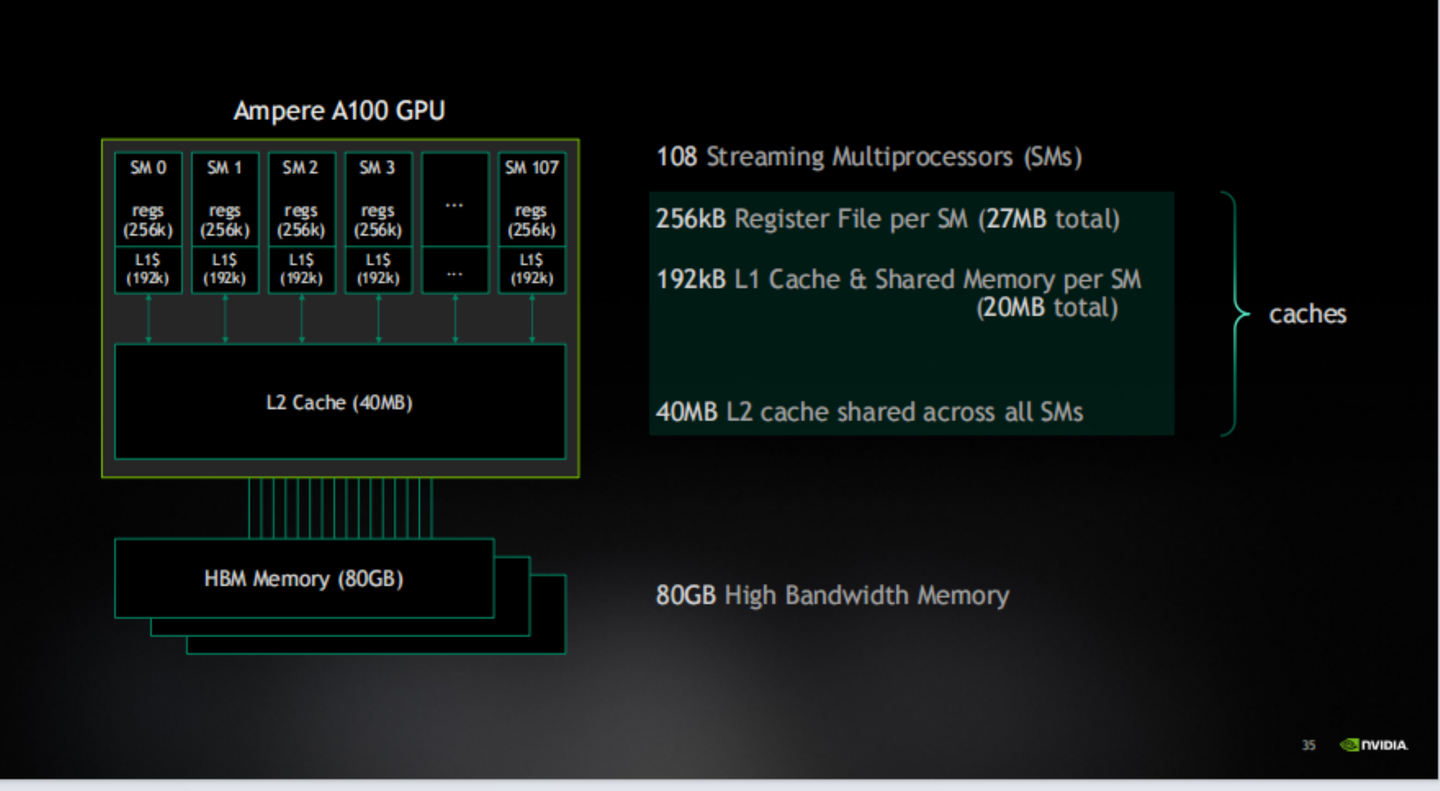 Ampere A100 GPU
SM 0
regs
(256k)
L1$
(192k)
SM 1
regs
(256k)
L1$
(192k)
SM 2
regs
(256k)
L1$
(192k)
SM 3
regs
(256k)
L1$
(192k)
...
...
SM 107
regs
(256k)
L1$
(192k)
L2 Cache (40MB)
HBM Memory (80GB)
108 Streaming Multiprocessors (SMs)
256kB Register File per SM (27MB total)
192kB L1 Cache & Shared Memory per SM
(20MB total)
40MB L2 cache shared across all SMs
caches
80GB High Bandwidth Memory
35
NVIDIA.